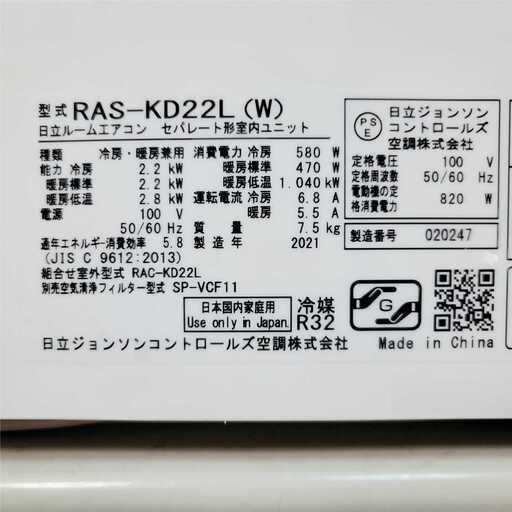 型式 RAS-KD22L (W)
日立ルームエアコン セパレート形室内ユニット
種類 冷房・暖房兼用
能力 冷房 2.2 kW
暖房標準 2.2 kW
暖房低温 2.8 kW
電源 100 V
50/60 Hz
通年エネルギー消費効率 5.8
(JIS C 9612:2013)
組合せ室外型式 RAC-KD22L
別売空気清浄フィルター型式 SP-VCF11
消費電力 冷房 580 W
暖房標準 470 W
暖房低温 1.040 kW
運転電流 冷房 6.8 A
暖房 5.5 A
質量 7.5 kg
製造年 2021
P S E
日立ジョンソン
コントロールズ
空調株式会社
定格電圧 100 V
定格周波数 50/60 Hz
電動機の定
格消費電力 820 W
製造番号 020247
日本国内家庭用
Use only in Japan.
冷媒
R32
G
日立ジョンソンコントロールズ空調株式会社
Made in China